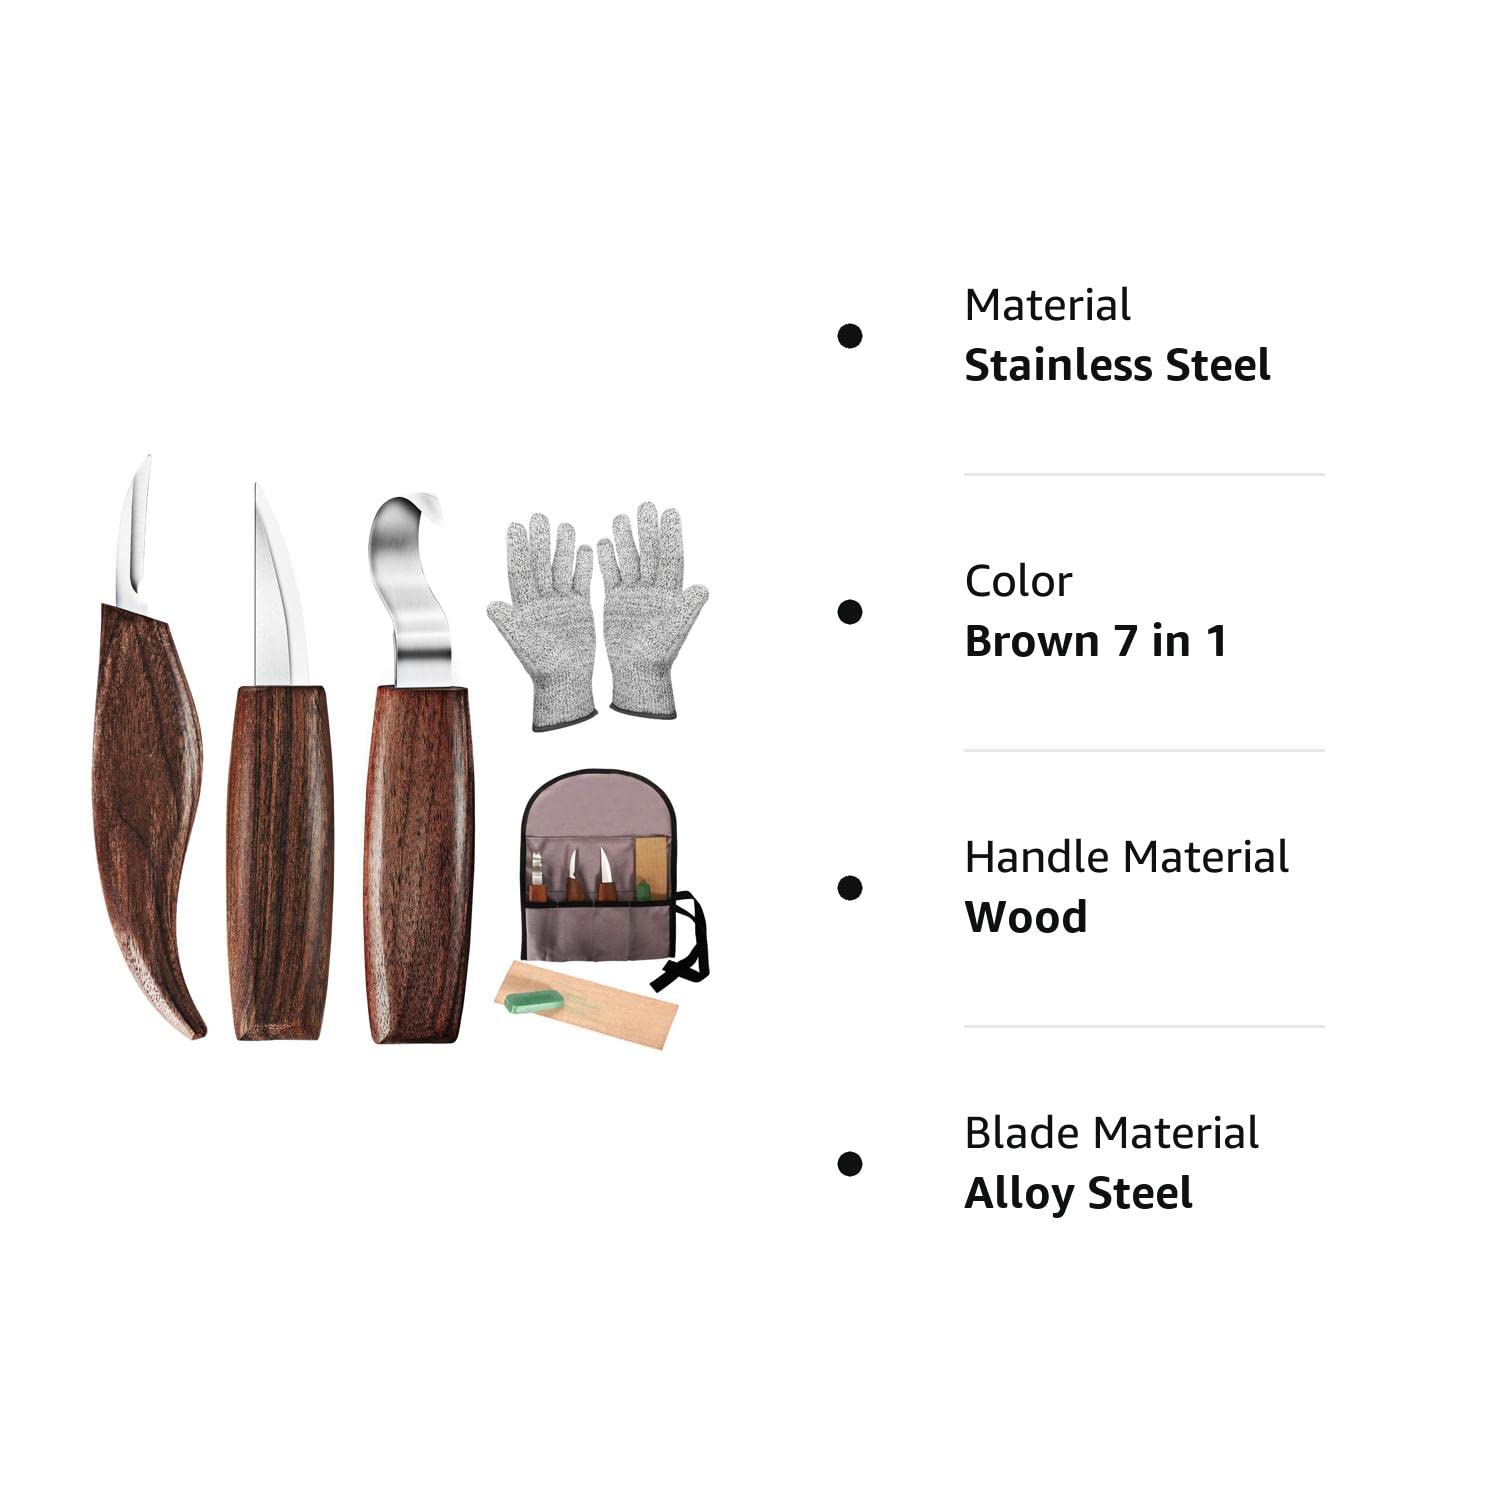 Material
Stainless Steel
Color
Brown 7 in 1
Handle Material
Wood
Blade Material
Alloy Steel